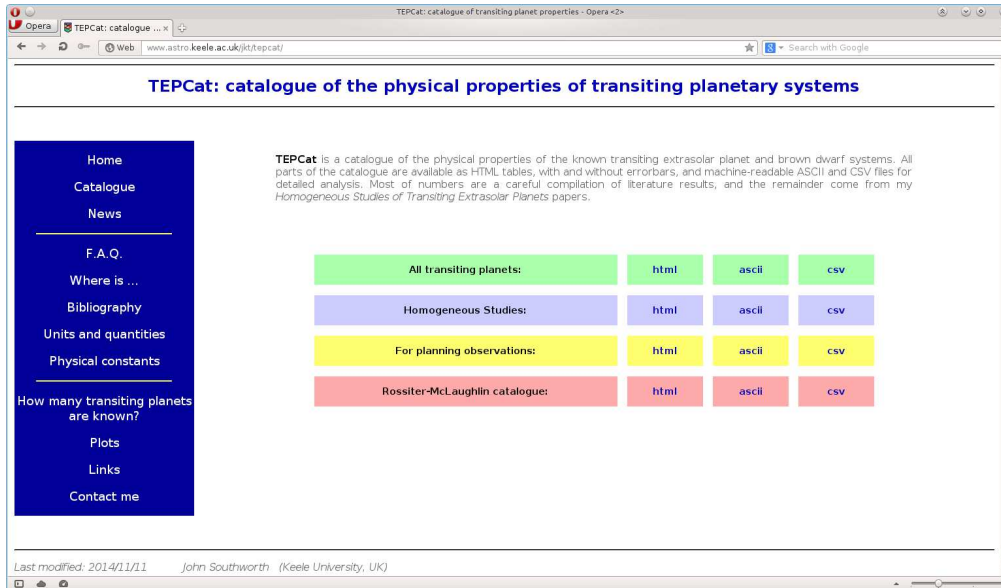 TEPCat: catalogue of transiting planet properties - Opera <2>
Opera
TEPCat: catalogue ... x
Web
www.astro.keele.ac.uk/jkt/tepcat/
8
Search with Google
TEPCat: catalogue of the physical properties of transiting planetary systems
Home
Catalogue
News
F.A.Q.
Where is ...
Bibliography
Units and quantities
Physical constants
How many transiting planets
are known?
Plots
Links
Contact me
TEPCat is a catalogue of the physical properties of the known transiting extrasolar planet and brown dwarf systems. All
parts of the catalogue are available as HTML tables, with and without errorbars, and machine-readable ASCII and CSV files for
detailed analysis. Most of numbers are a careful compilation of literature results, and the remainder come from my
Homogeneous Studies of Transiting Extrasolar Planets papers.
All transiting planets: html ascii csv
Homogeneous Studies: html ascii csv
For planning observations: html ascii csv
Rossiter-McLaughlin catalogue: html ascii csv
Last modified: 2014/11/11 John Southworth (Keele University, UK)